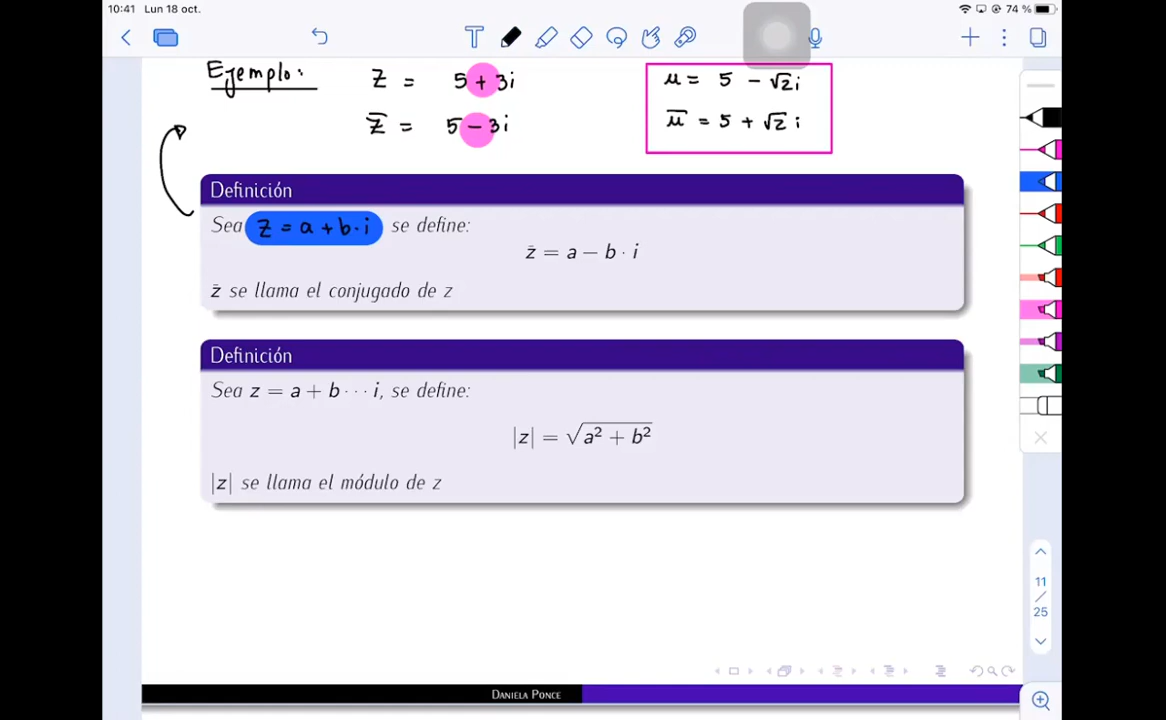 10:41 Lun 18 oct. 74 %
Ejemplo: z = 5 + 3i
z̄ = 5 − 3i
μ = 5 − √2i
μ̄ = 5 + √2 i
Definición
Sea z = a + b · i se define:
z̄ = a − b · i
z̄ se llama el conjugado de z
Definición
Sea z = a + b · · · i, se define:
|z| = √a² + b²
|z| se llama el módulo de z
11
/
25
DANIELA PONCE